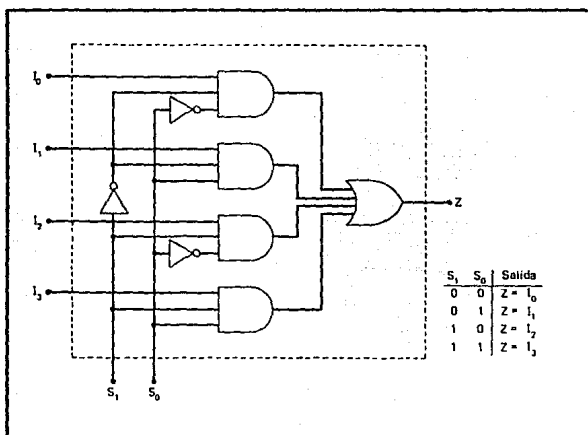 I₀
I₁
I₂
I₃
Z
S₁ S₀
S₁ S₀ Salida
0 0 Z = I₀
0 1 Z = I₁
1 0 Z = I₂
1 1 Z = I₃